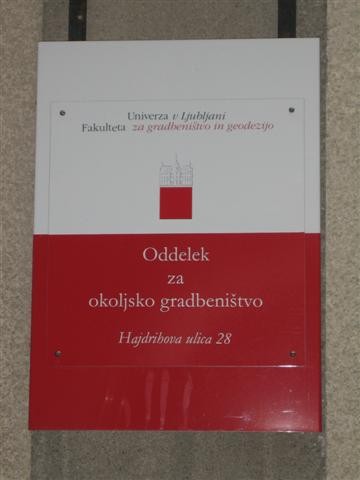 Univerza v Ljubljani
Fakulteta za gradbeništvo in geodezijo
Oddelek
za
okoljsko gradbeništvo
Hajdrihova ulica 28